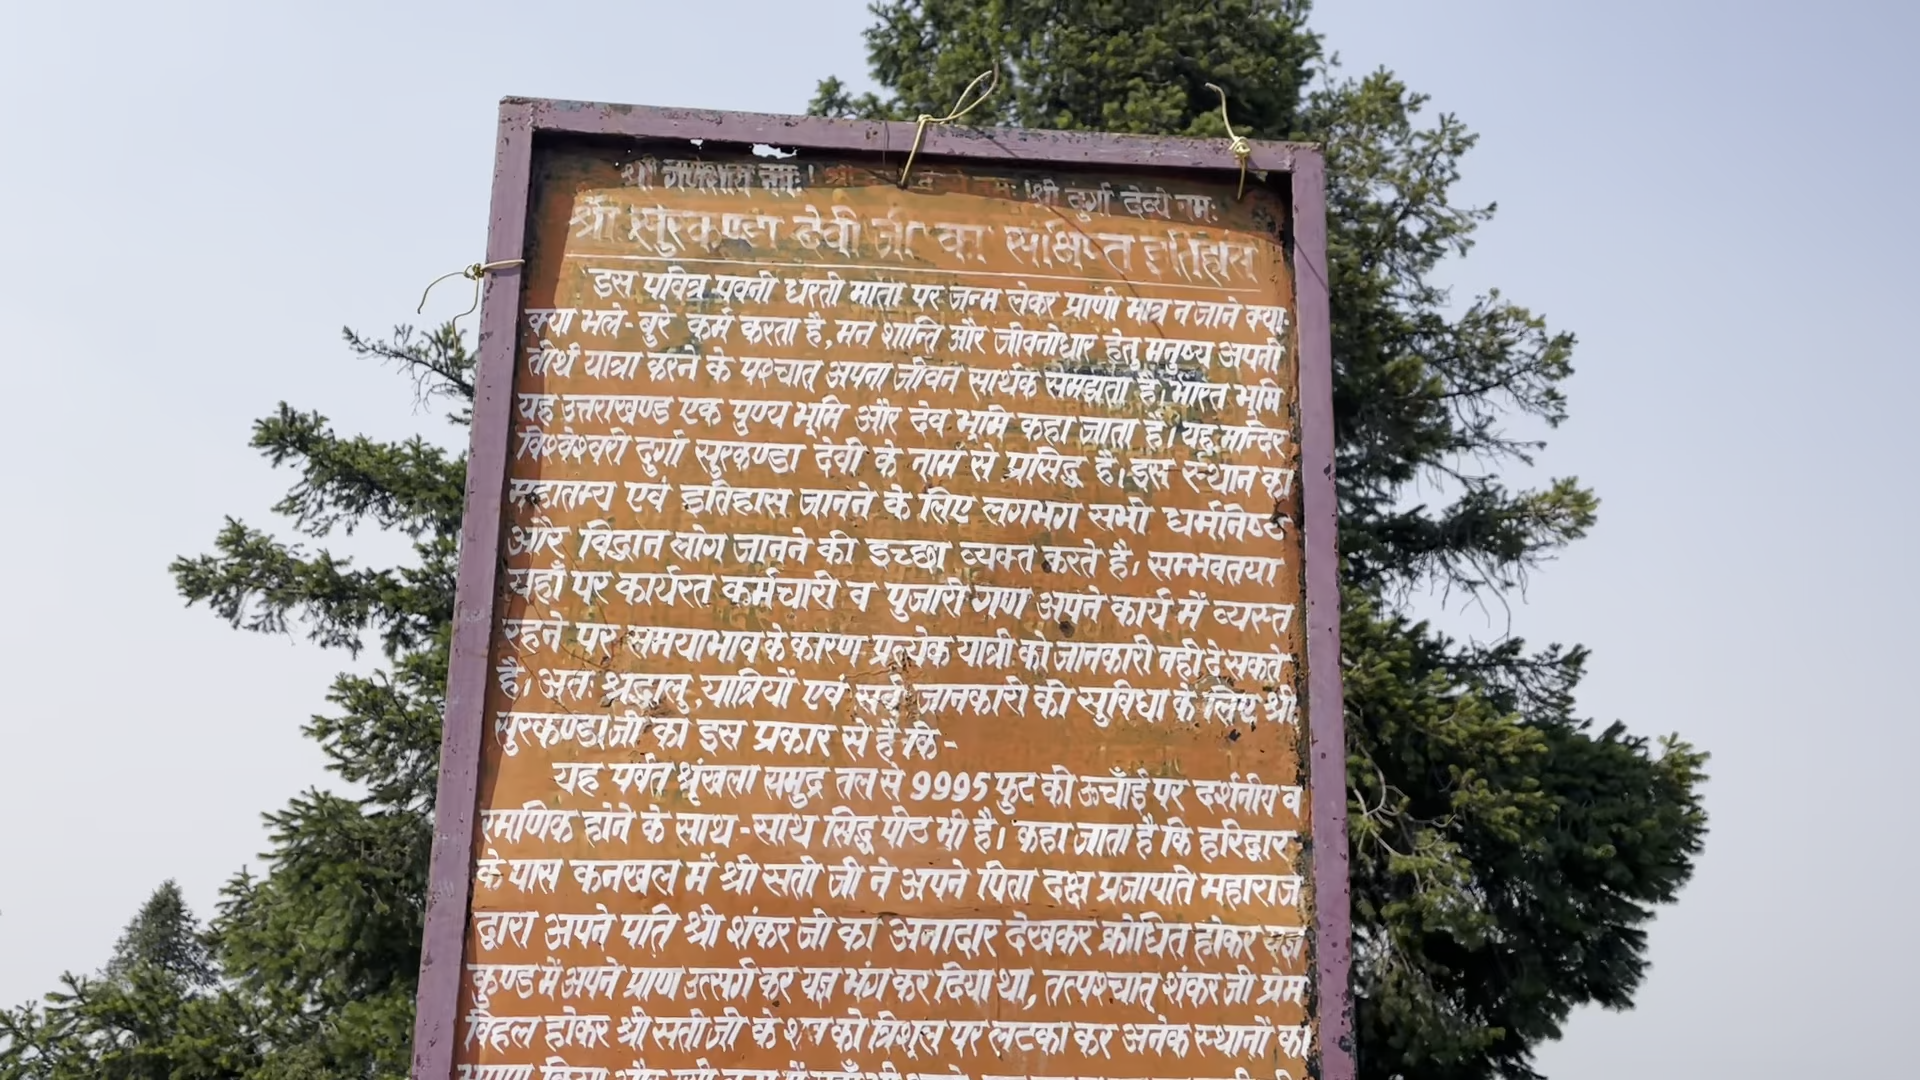 श्री गणेशाय नमः। श्री नमः। श्री दुर्गा देव्यै नमः
श्री सुरकण्डा देवी जी का संक्षिप्त इतिहास
इस पवित्र पवनी धरती माता पर जन्म लेकर प्राणी मात्र न जाने क्या-
क्या भले-बुरे कर्म करता है, मन शान्ति और जीवनोधार हेतु मनुष्य अपनी
तीर्थ यात्रा करने के पश्चात् अपना जीवन सार्थक समझता है। भारत भूमि
यह उत्तराखण्ड एक पुण्य भूमि और देव भूमि कहा जाता है। यह मन्दिर
विश्वेश्वरी दुर्गा सुरकण्डा देवी के नाम से प्रसिद्ध है। इस स्थान का
महातम्य एवं इतिहास जानने के लिए लगभग सभी धर्मनिष्ठ
और विद्वान लोग जानने की इच्छा व्यक्त करते है। सम्भवतया
यहाँ पर कार्यरत कर्मचारी व पुजारी गण अपने कार्य में व्यस्त
रहने पर समयाभाव के कारण प्रत्येक यात्री को जानकारी नही दे सकते
है। अतः श्रद्धालु, यात्रियों एवं सर्व जानकारी की सुविधा के लिए श्री
सुरकण्डा जी का इस प्रकार से है कि-
यह पर्वत श्रृंखला समुद्र तल से 9995 फुट की ऊचाँई पर दर्शनीय व
रमणिक होने के साथ-साथ सिद्ध पीठ भी है। कहा जाता है कि हरिद्वार
के पास कनखल में श्री सती जी ने अपने पिता दक्ष प्रजापति महाराज
द्वारा अपने पति श्री शंकर जी का अनादार देखकर क्रोधित होकर यज्ञ
कुण्ड में अपने प्राण उत्सर्ग कर यज्ञ भंग कर दिया था, तत्पश्चात् शंकर जी प्रेम
विहल होकर श्री सती जी के शव को त्रिशूल पर लटका कर अनेक स्थानों का